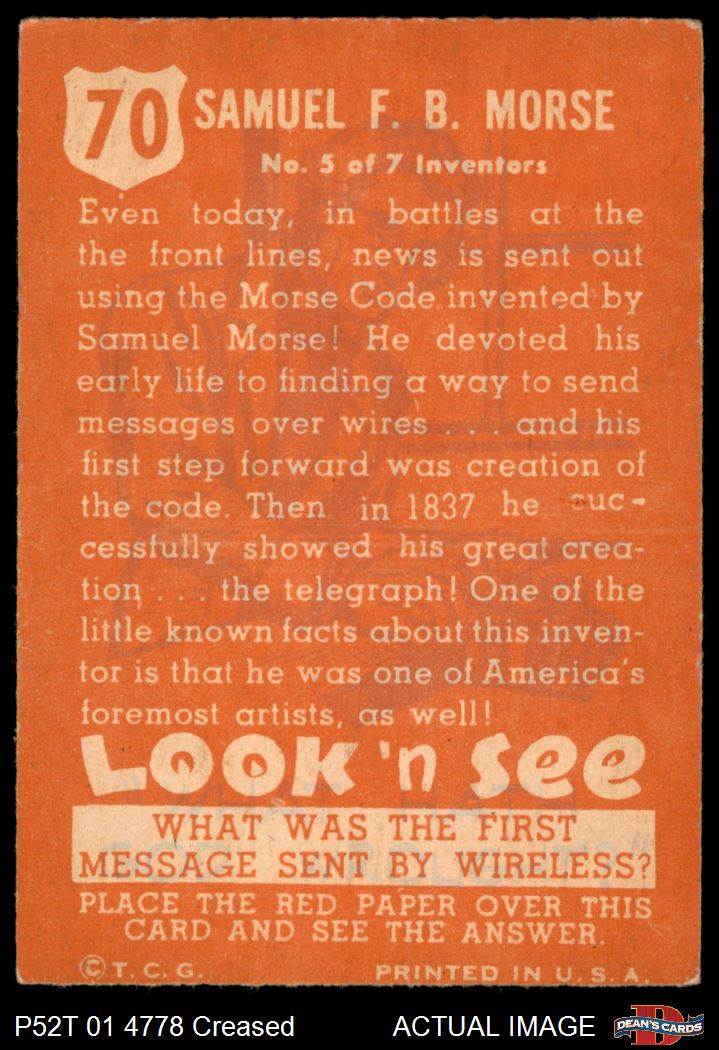 70 SAMUEL F. B. MORSE
No. 5 of 7 Inventors
Even today, in battles at the
the front lines, news is sent out
using the Morse Code invented by
Samuel Morse! He devoted his
early life to finding a way to send
messages over wires . . . and his
first step forward was creation of
the code. Then in 1837 he suc-
cessfully showed his great crea-
tion . . . the telegraph! One of the
little known facts about this inven-
tor is that he was one of America's
foremost artists, as well!
LOOK 'n See
WHAT WAS THE FIRST
MESSAGE SENT BY WIRELESS?
PLACE THE RED PAPER OVER THIS
CARD AND SEE THE ANSWER.
© T. C. G. PRINTED IN U. S. A.
P52T 01 4778 Creased ACTUAL IMAGE DEAN'S CARDS